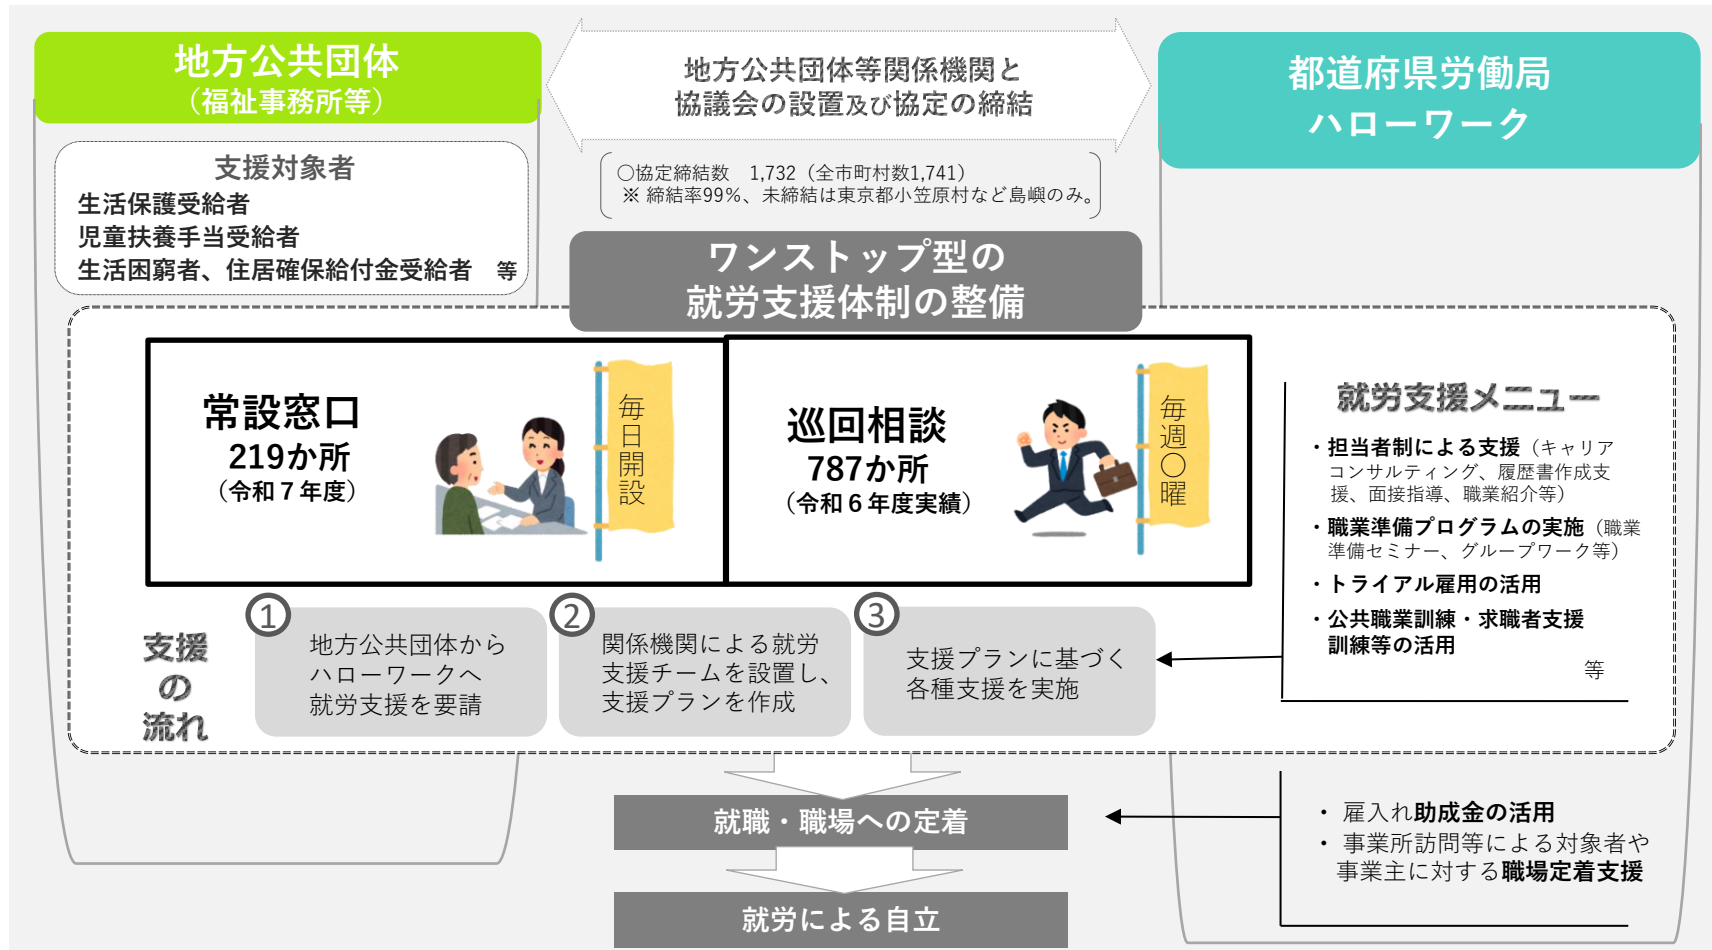 地方公共団体
（福祉事務所等）
地方公共団体等関係機関と
協議会の設置及び協定の締結
都道府県労働局
ハローワーク
○協定締結数　1,732（全市町村数1,741）
※ 締結率99%、未締結は東京都小笠原村など島嶼のみ。
支援対象者
生活保護受給者
児童扶養手当受給者
生活困窮者、住居確保給付金受給者　等
ワンストップ型の
就労支援体制の整備
常設窓口
219か所
（令和７年度）
毎日開設
巡回相談
787か所
（令和６年度実績）
毎週〇曜
就労支援メニュー
・担当者制による支援（キャリア
コンサルティング、履歴書作成支
援、面接指導、職業紹介等）
・職業準備プログラムの実施（職業
準備セミナー、グループワーク等）
・トライアル雇用の活用
・公共職業訓練・求職者支援
訓練等の活用
等
支援
の
流れ
①
地方公共団体から
ハローワークへ
就労支援を要請
②
関係機関による就労
支援チームを設置し、
支援プランを作成
③
支援プランに基づく
各種支援を実施
就職・職場への定着
・ 雇入れ助成金の活用
・ 事業所訪問等による対象者や
事業主に対する職場定着支援
就労による自立